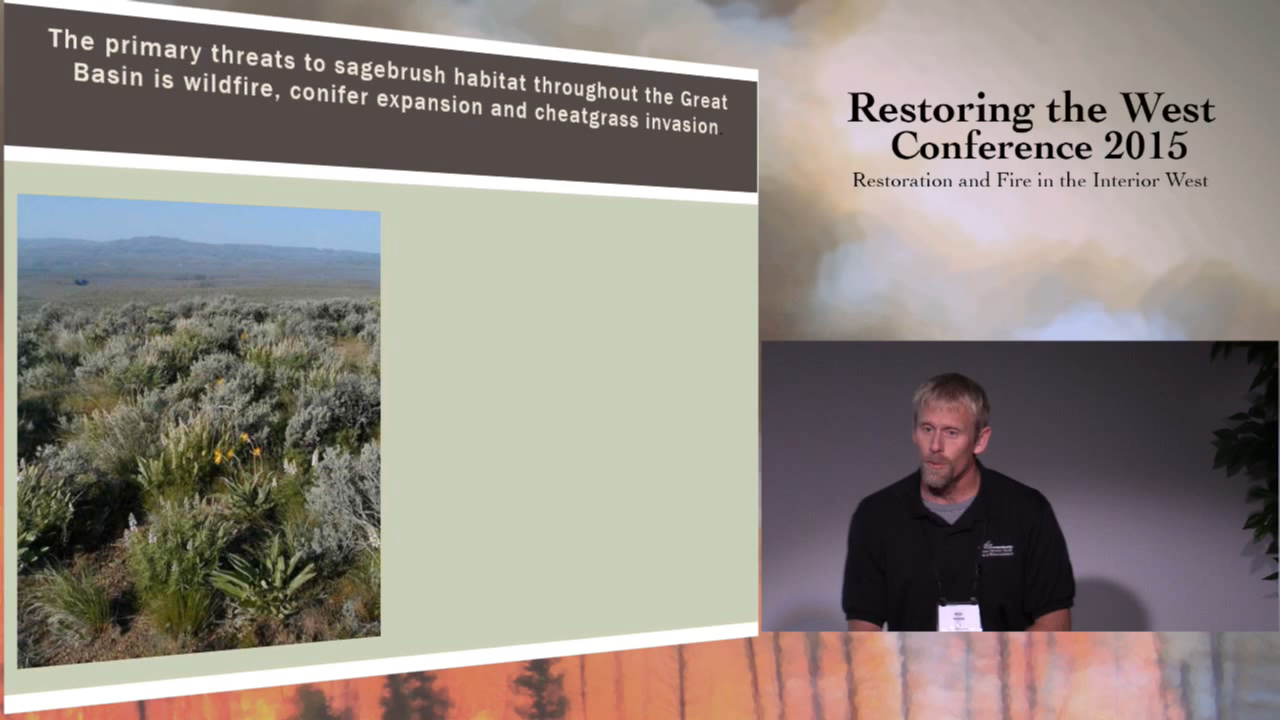 The primary threats to sagebrush habitat throughout the Great
Basin is wildfire, conifer expansion and cheatgrass invasion.
Restoring the West
Conference 2015
Restoration and Fire in the Interior West